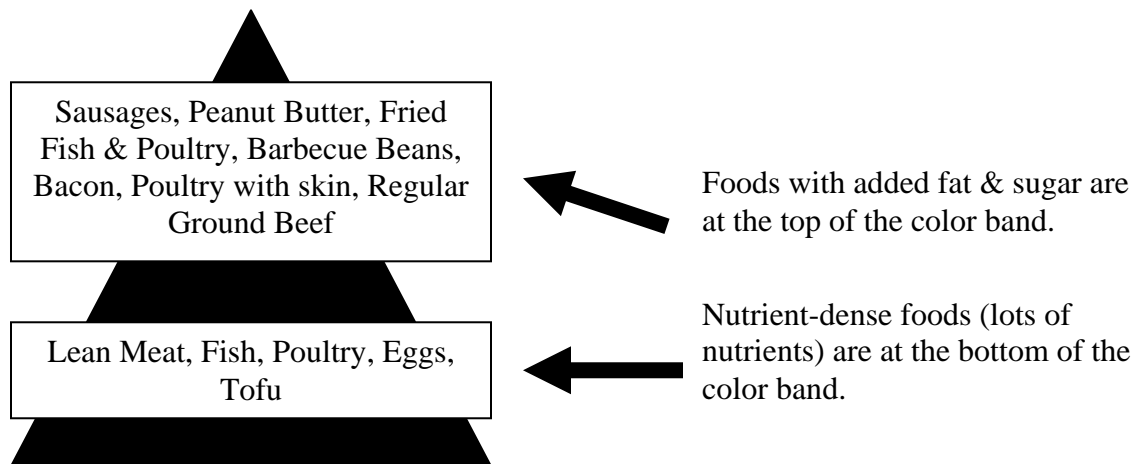 Sausages, Peanut Butter, Fried
Fish & Poultry, Barbecue Beans,
Bacon, Poultry with skin, Regular
Ground Beef
Foods with added fat & sugar are
at the top of the color band.
Lean Meat, Fish, Poultry, Eggs,
Tofu
Nutrient-dense foods (lots of
nutrients) are at the bottom of the
color band.